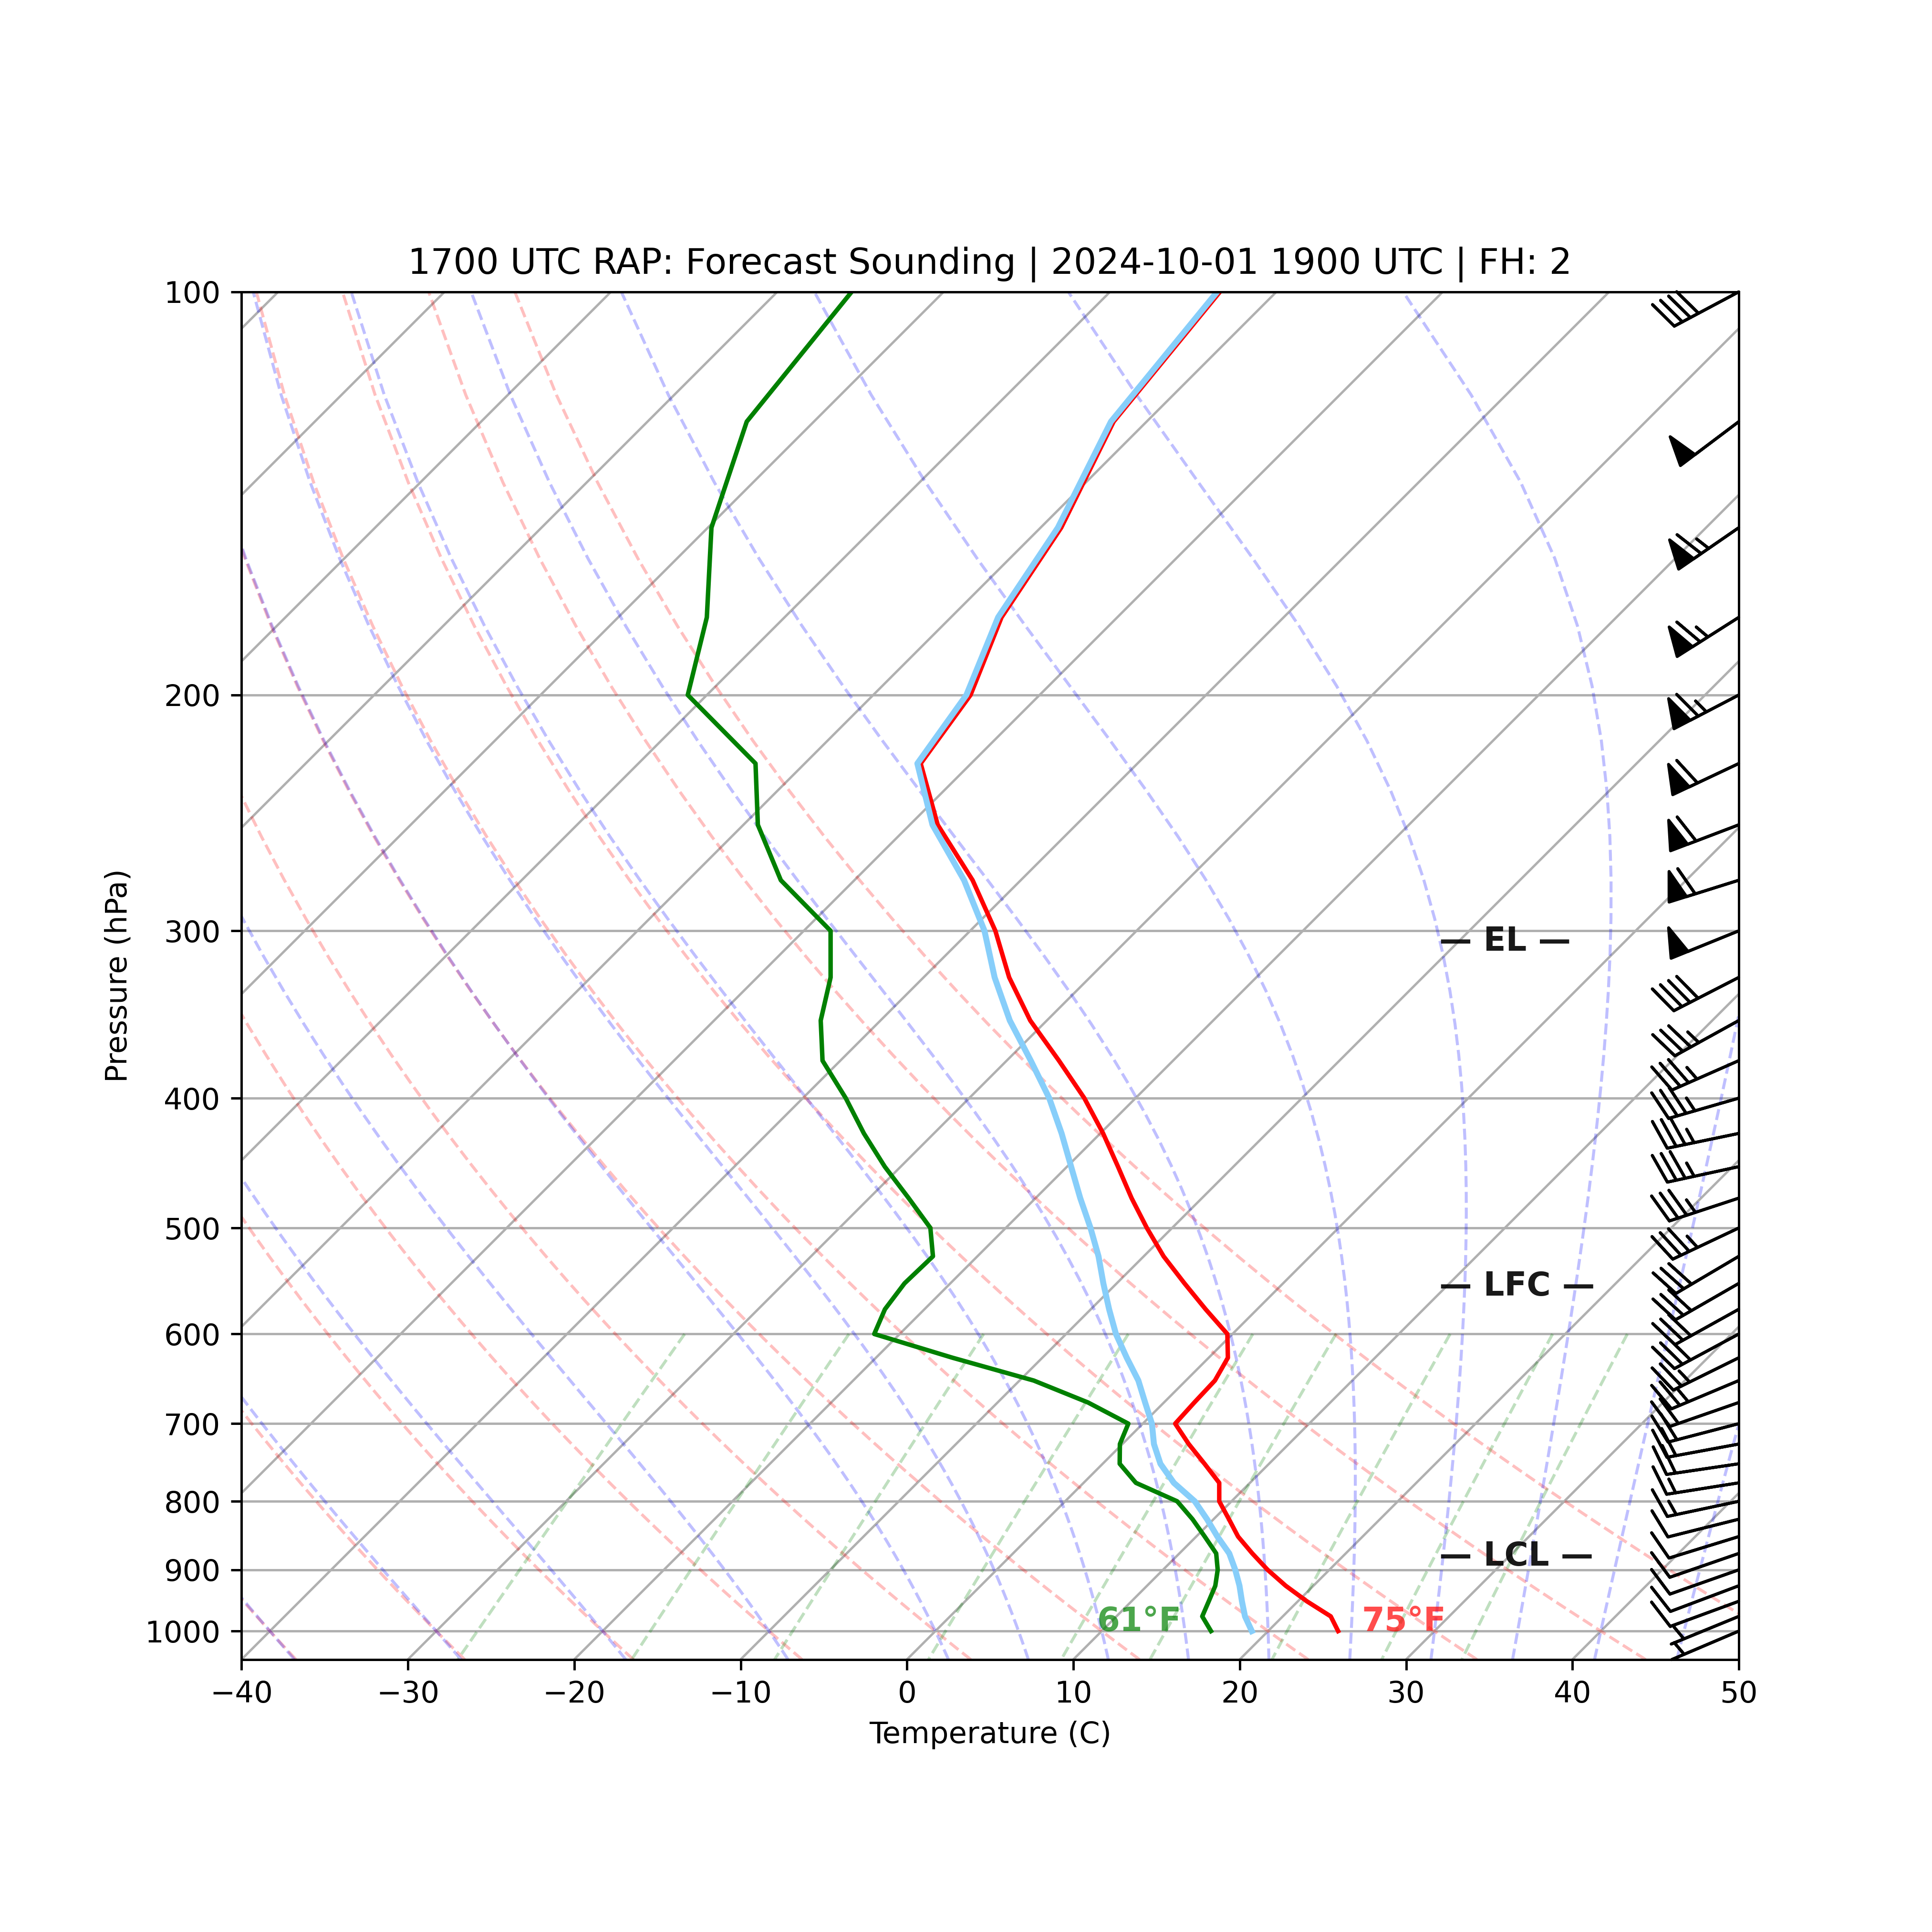 1700 UTC RAP: Forecast Sounding | 2024-10-01 1900 UTC | FH: 2
100
200
300
400
500
600
700
800
900
1000
Pressure (hPa)
— EL —
— LFC —
— LCL —
61°F
75°F
−40 −30 −20 −10 0 10 20 30 40 50
Temperature (C)